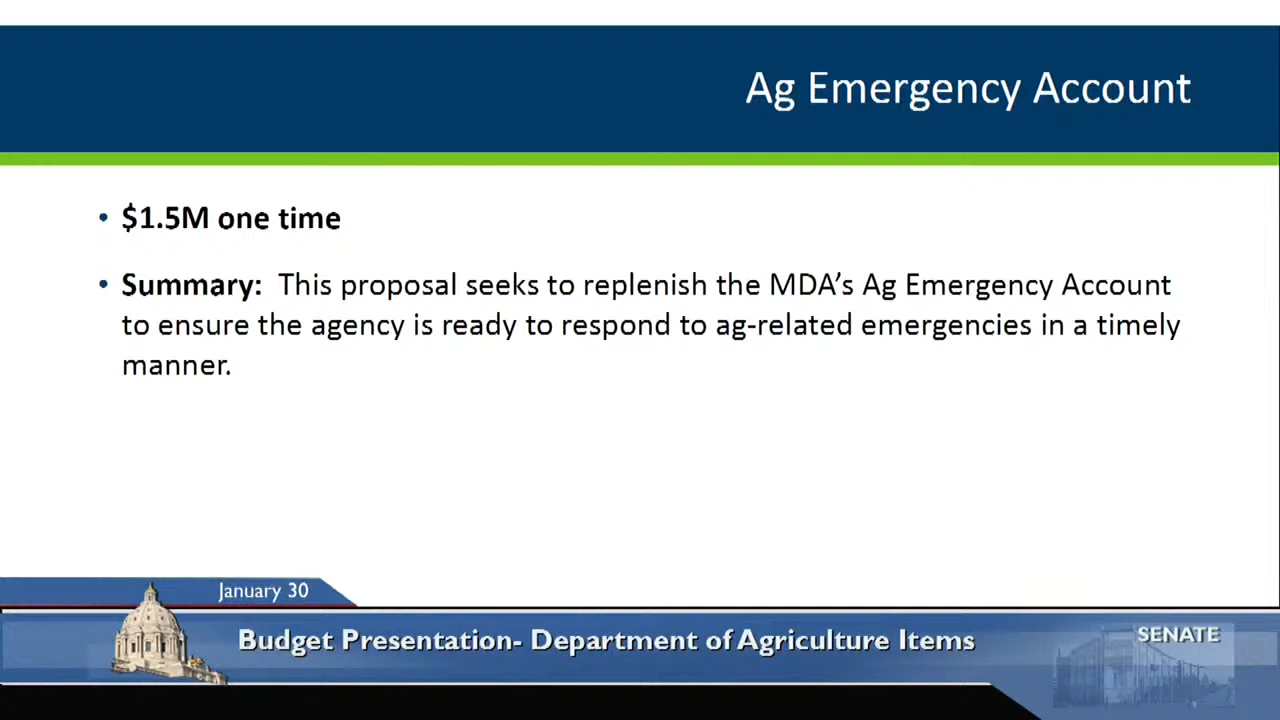 Ag Emergency Account
• $1.5M one time
• Summary: This proposal seeks to replenish the MDA’s Ag Emergency Account
to ensure the agency is ready to respond to ag-related emergencies in a timely
manner.
January 30
Budget Presentation- Department of Agriculture Items
SENATE